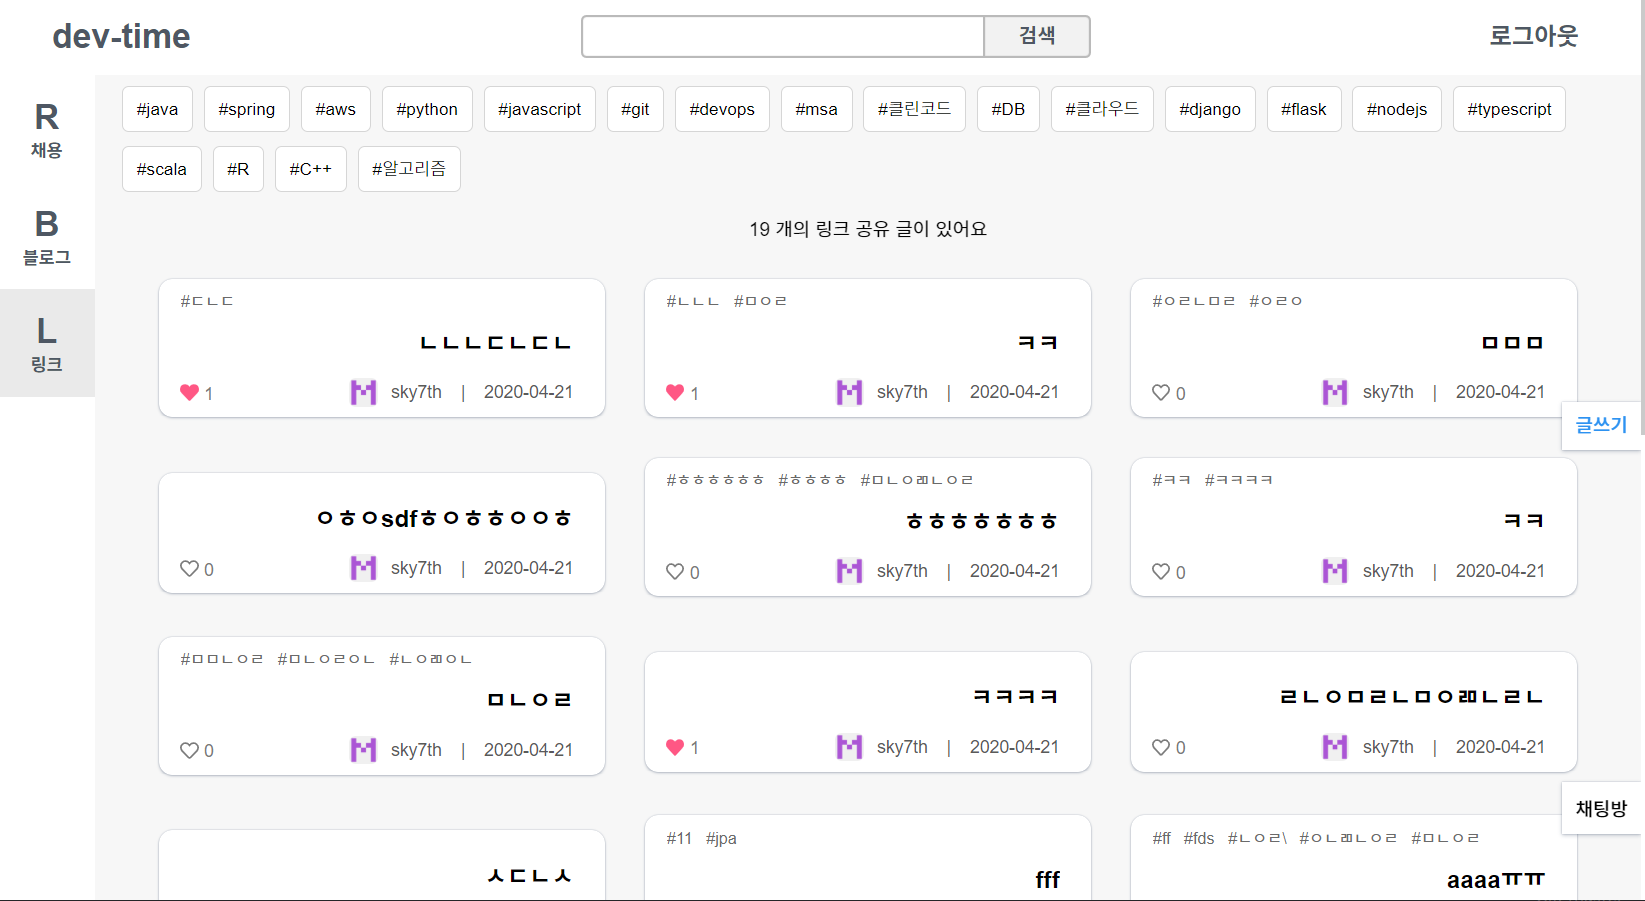 dev-time
검색
로그아웃
R
채용
B
블로그
L
링크
#java #spring #aws #python #javascript #git #devops #msa #클린코드 #DB #클라우드 #django #flask #nodejs #typescript
#scala #R #C++ #알고리즘
19 개의 링크 공유 글이 있어요
#ㄷㄴㄷ
ㄴㄴㄴㄷㄴㄷㄴ
1 sky7th | 2020-04-21
#ㄴㄴㄴ #ㅁㅇㄹ
ㅋㅋ
1 sky7th | 2020-04-21
#ㅇㄹㄴㅁㄹ #ㅇㄹㅇ
ㅁㅁㅁ
0 sky7th | 2020-04-21
글쓰기
ㅇㅎㅇsdfㅎㅇㅎㅎㅇㅇㅎ
0 sky7th | 2020-04-21
#ㅎㅎㅎㅎㅎㅎ #ㅎㅎㅎㅎ #ㅁㄴㅇㄻㄴㅇㄹ
ㅎㅎㅎㅎㅎㅎㅎ
0 sky7th | 2020-04-21
#ㅋㅋ #ㅋㅋㅋㅋ
ㅋㅋ
0 sky7th | 2020-04-21
#ㅁㅁㄴㅇㄹ #ㅁㄴㅇㄹㅇㄴ #ㄴㅇㄻㅇㄴ
ㅁㄴㅇㄹ
0 sky7th | 2020-04-21
ㅋㅋㅋㅋ
1 sky7th | 2020-04-21
ㄹㄴㅇㅁㄹㄴㅁㅇㄻㄴㄹㄴ
0 sky7th | 2020-04-21
채팅방
ㅅㄷㄴㅅ
#11 #jpa
fff
#ff #fds #ㄴㅇㄹ\ #ㅇㄴㄻㄴㅇㄹ #ㅁㄴㅇㄹ
aaaaㅠㅠ